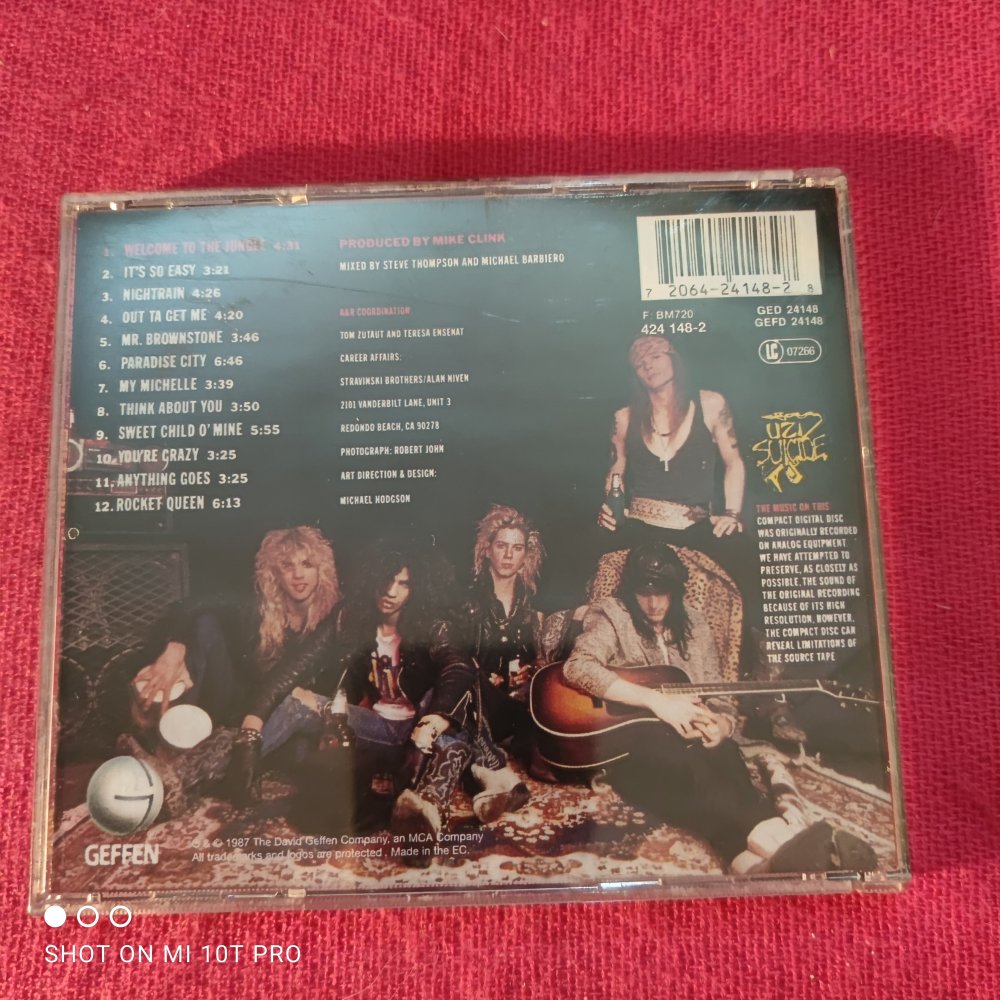 1. WELCOME TO THE JUNGLE 4:31
2. IT'S SO EASY 3:21
3. NIGHTRAIN 4:26
4. OUT TA GET ME 4:20
5. MR. BROWNSTONE 3:46
6. PARADISE CITY 6:46
7. MY MICHELLE 3:39
8. THINK ABOUT YOU 3:50
9. SWEET CHILD O' MINE 5:55
10. YOU'RE CRAZY 3:25
11. ANYTHING GOES 3:25
12. ROCKET QUEEN 6:13
PRODUCED BY MIKE CLINK
MIXED BY STEVE THOMPSON AND MICHAEL BARBIERO
A&R COORDINATION
TOM ZUTAUT AND TERESA ENSENAT
CAREER AFFAIRS:
STRAVINSKI BROTHERS/ALAN NIVEN
2101 VANDERBILT LANE, UNIT 3
REDONDO BEACH, CA 90278
PHOTOGRAPH: ROBERT JOHN
ART DIRECTION & DESIGN:
MICHAEL HODGSON
7 2064-24148-2 8
F: BM720
424 148-2
GED 24148
GEFD 24148
LC 07266
UZI
SUICIDE
THE MUSIC ON THIS
COMPACT DIGITAL DISC
WAS ORIGINALLY RECORDED
ON ANALOG EQUIPMENT.
WE HAVE ATTEMPTED TO
PRESERVE, AS CLOSELY AS
POSSIBLE, THE SOUND OF
THE ORIGINAL RECORDING
BECAUSE OF ITS HIGH
RESOLUTION, HOWEVER,
THE COMPACT DISC CAN
REVEAL LIMITATIONS OF
THE SOURCE TAPE
G
GEFFEN
℗ & © 1987 The David Geffen Company, an MCA Company
All trademarks and logos are protected. Made in the EC.
SHOT ON MI 10T PRO